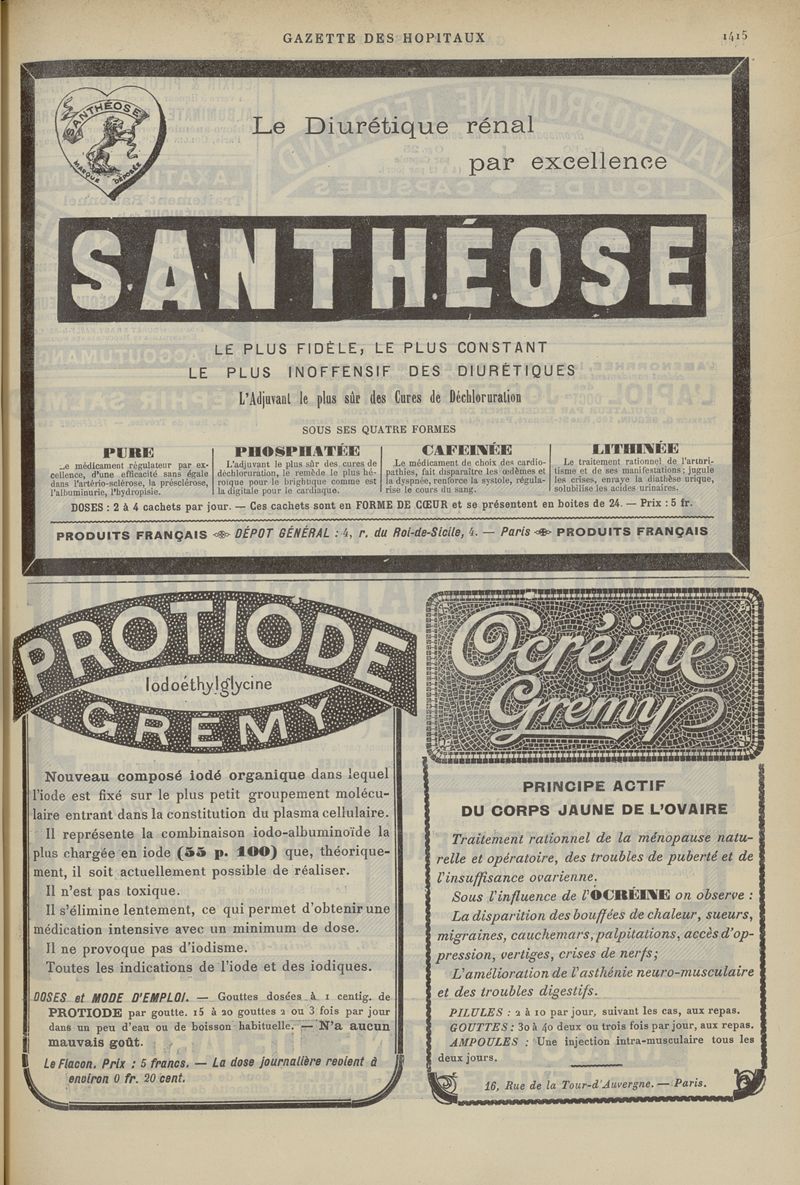 GAZETTE DES HOPITAUX
1415
SANTHÉOSE
MARQUE DÉPOSÉE
Le Diurétique rénal
par excellence
SANTHÉOSE
LE PLUS FIDÈLE, LE PLUS CONSTANT
LE PLUS INOFFENSIF DES DIURÉTIQUES
L'Adjuvant le plus sûr des Cures de Déchloruration
SOUS SES QUATRE FORMES
PURE
Le médicament régulateur par ex-
cellence, d'une efficacité sans égale
dans l'artério-sclérose, la présclérose,
l'albuminurie, l'hydropisie.
PHOSPHATÉE
L'adjuvant le plus sûr des cures de
déchloruration, le remède le plus hé-
roïque pour le brightique comme est
la digitale pour le cardiaque.
CAFÉINÉE
Le médicament de choix des cardio-
pathies, fait disparaître les œdèmes et
la dyspnée, renforce la systole, régula-
rise le cours du sang.
LITHINÉE
Le traitement rationnel de l'arthri-
tisme et de ses manifestations; jugule
les crises, enraye la diathèse urique,
solubilise les acides urinaires.
DOSES : 2 à 4 cachets par jour. — Ces cachets sont en FORME DE CŒUR et se présentent en boites de 24. — Prix : 5 fr.
PRODUITS FRANÇAIS DÉPOT GÉNÉRAL : 4, r. du Roi-de-Sicile, 4. — Paris PRODUITS FRANÇAIS
PROTIODE
Iodoéthylglycine
GRÉMY
Nouveau composé iodé organique dans lequel
l'iode est fixé sur le plus petit groupement molécu-
laire entrant dans la constitution du plasma cellulaire.
Il représente la combinaison iodo-albuminoïde la
plus chargée en iode (55 p. 100) que, théorique-
ment, il soit actuellement possible de réaliser.
Il n'est pas toxique.
Il s'élimine lentement, ce qui permet d'obtenir une
médication intensive avec un minimum de dose.
Il ne provoque pas d'iodisme.
Toutes les indications de l'iode et des iodiques.
DOSES et MODE D'EMPLOI. — Gouttes dosées à 1 centig. de
PROTIODE par goutte. 15 à 20 gouttes 2 ou 3 fois par jour
dans un peu d'eau ou de boisson habituelle. — N'a aucun
mauvais goût.
Le Flacon, Prix : 5 francs. — La dose journalière revient à
environ 0 fr. 20 cent.
Ocréine
Grémy
PRINCIPE ACTIF
DU CORPS JAUNE DE L'OVAIRE
Traitement rationnel de la ménopause natu-
relle et opératoire, des troubles de puberté et de
l'insuffisance ovarienne.
Sous l'influence de l'OCRÉINE on observe :
La disparition des bouffées de chaleur, sueurs,
migraines, cauchemars, palpitations, accès d'op-
pression, vertiges, crises de nerfs;
L'amélioration de l'asthénie neuro-musculaire
et des troubles digestifs.
PILULES : 2 à 10 par jour, suivant les cas, aux repas.
GOUTTES : 30 à 40 deux ou trois fois par jour, aux repas.
AMPOULES : Une injection intra-musculaire tous les
deux jours.
16, Rue de la Tour-d'Auvergne. — Paris.